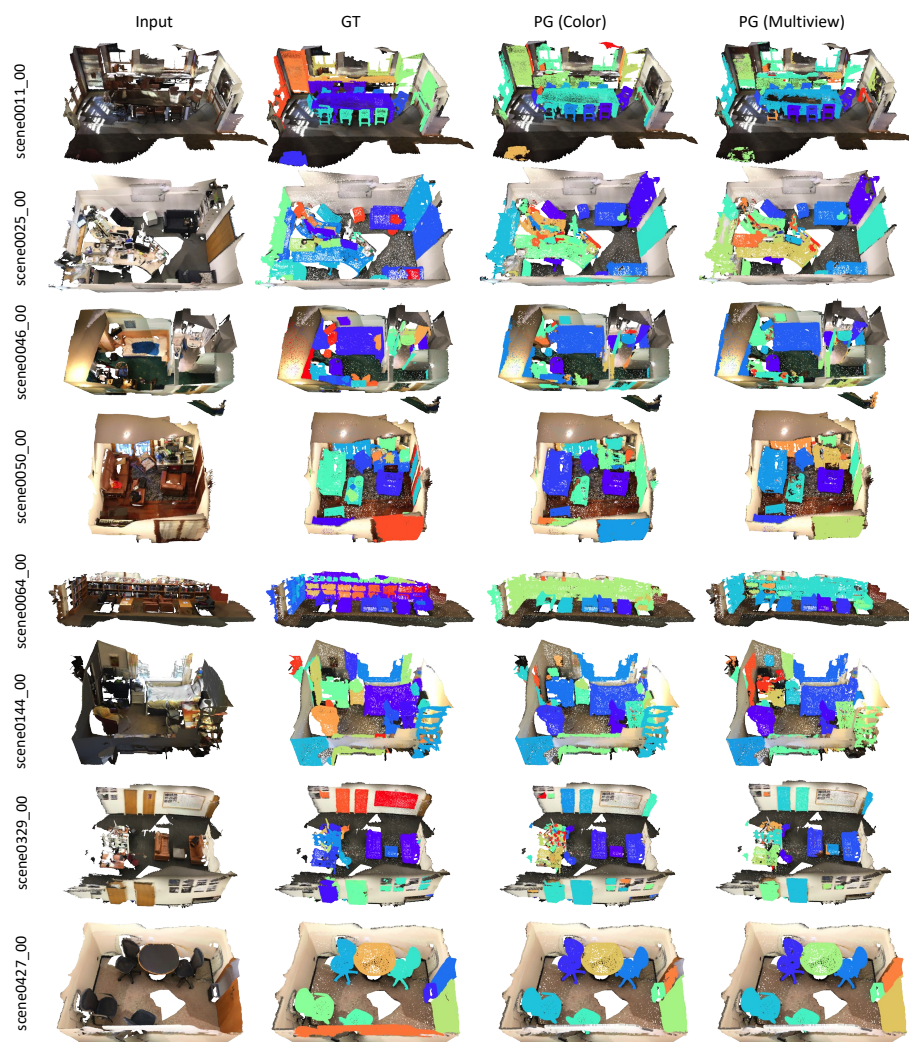 Input GT PG (Color) PG (Multiview)
scene0011_00
scene0025_00
scene0046_00
scene0050_00
scene0064_00
scene0144_00
scene0329_00
scene0427_00